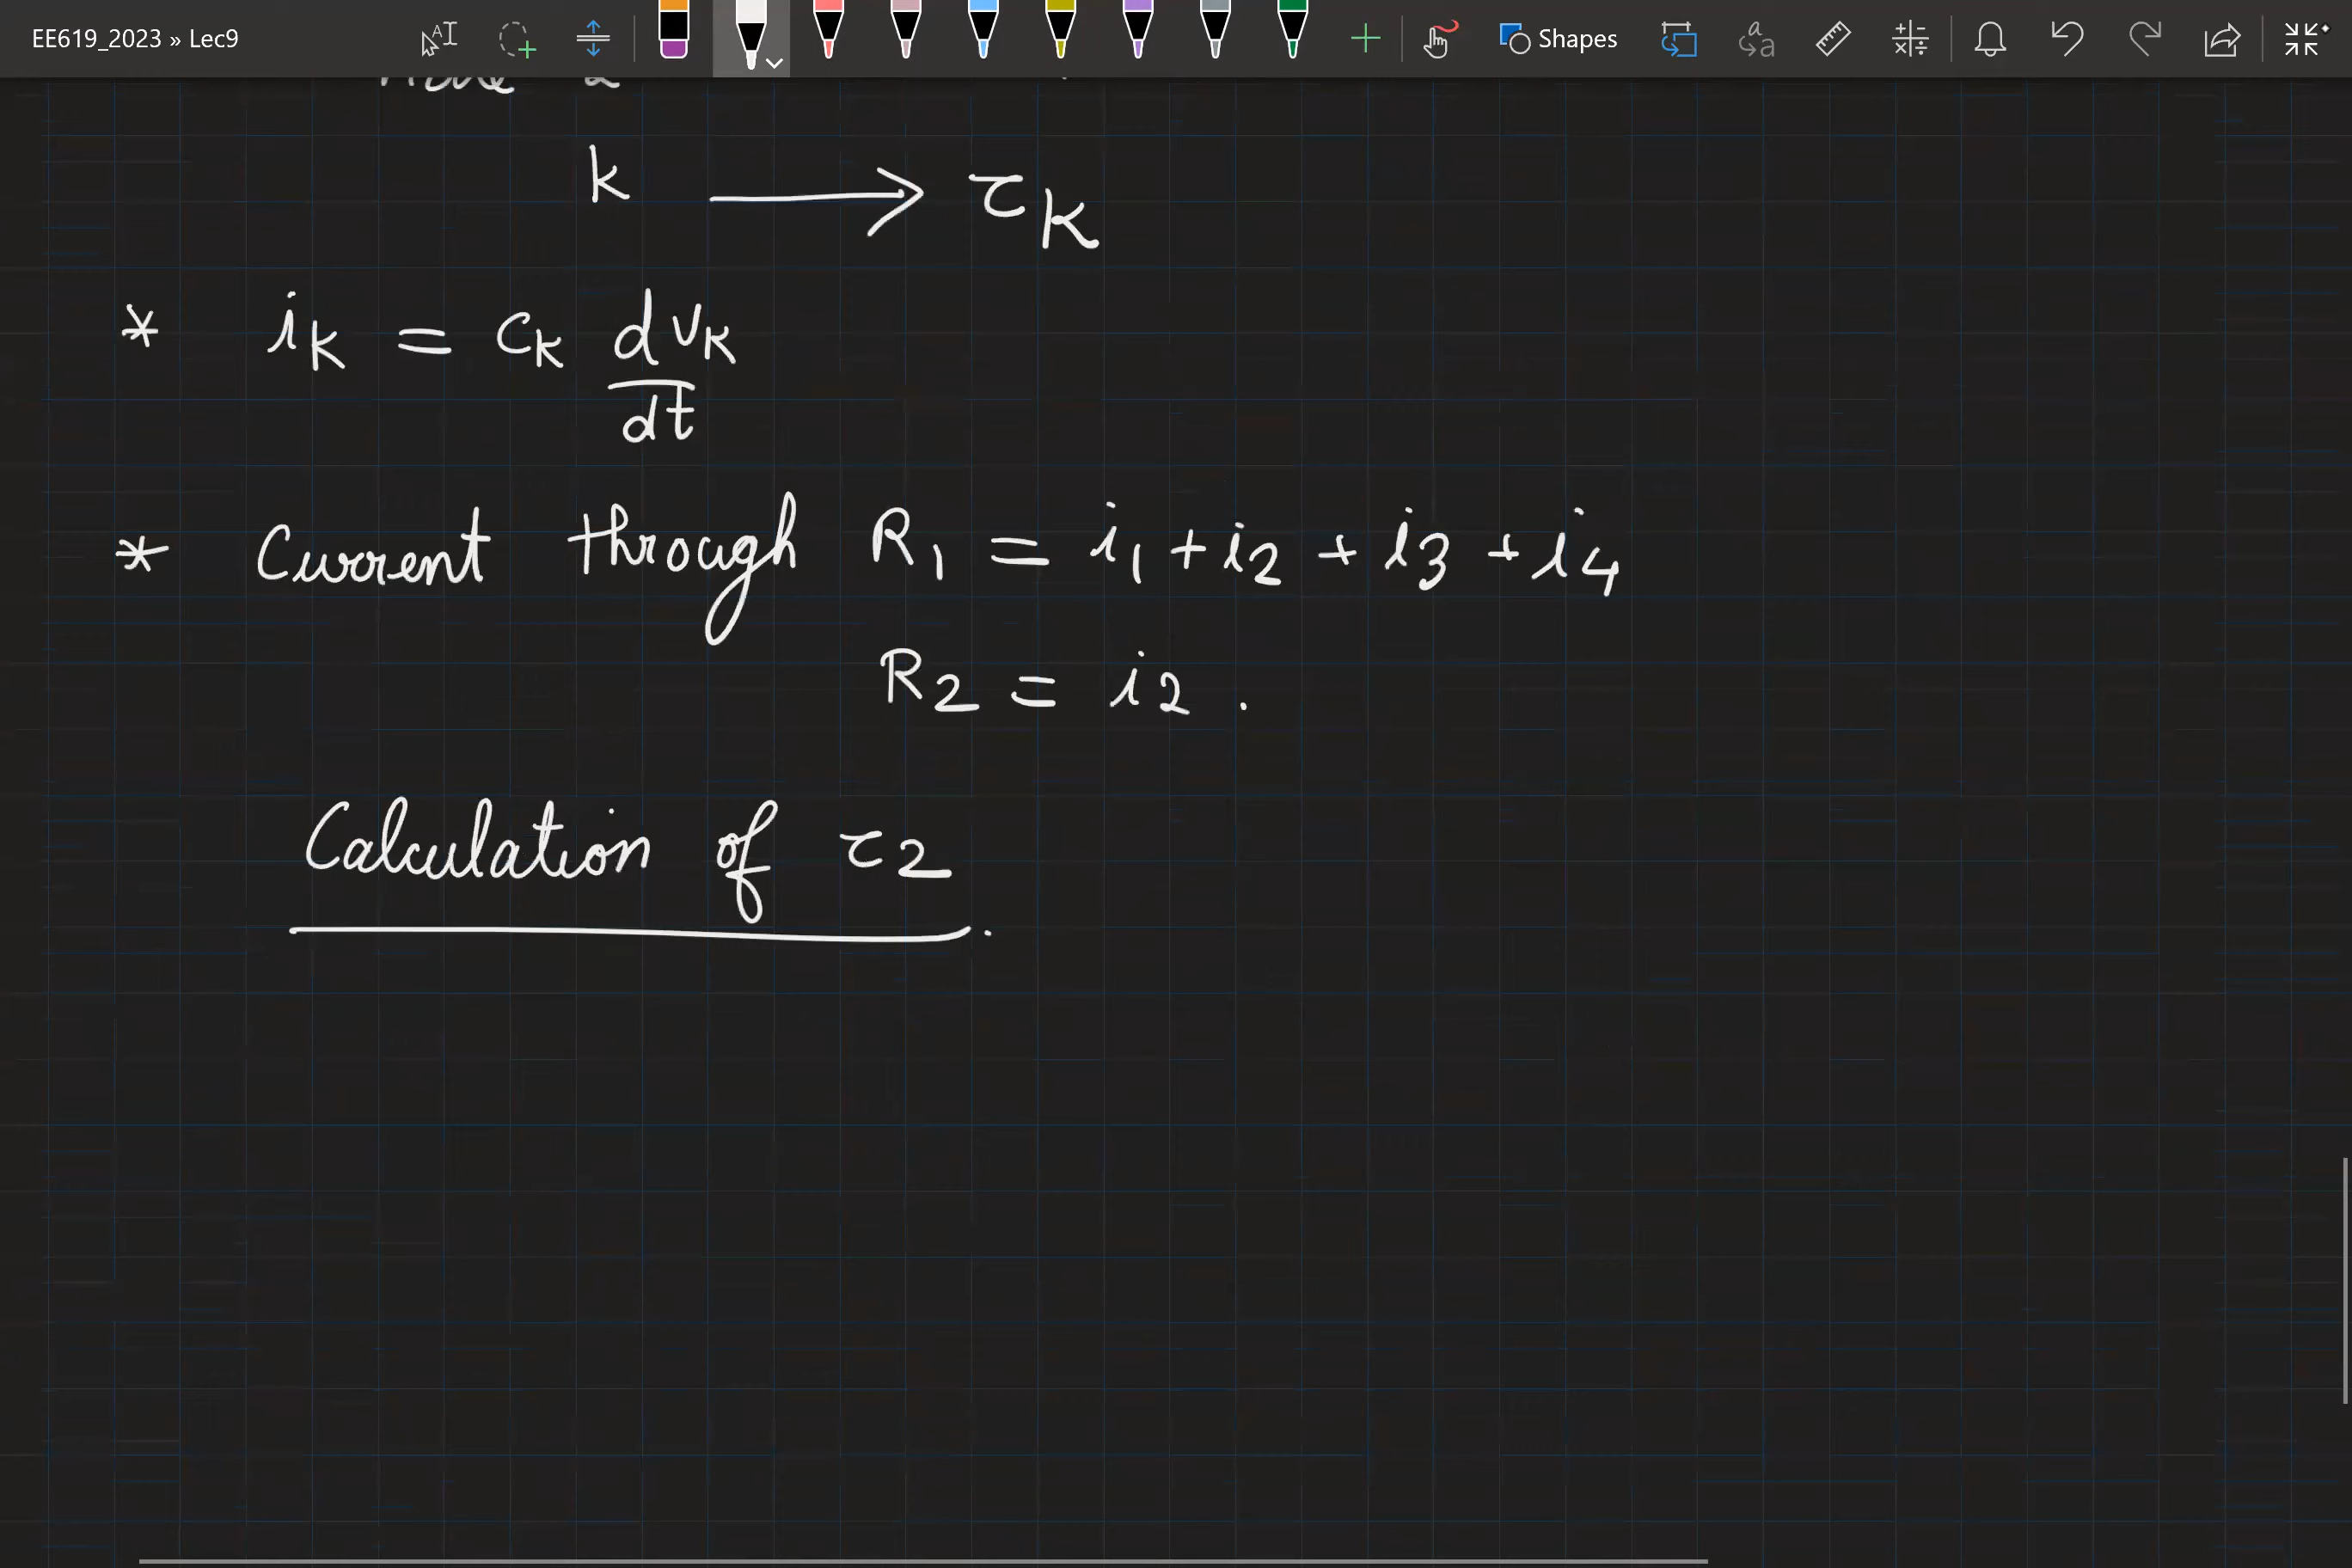 EE619_2023 » Lec9
Shapes
k → τk
* ik = ck dvk
dt
* Current through R1 = i1 + i2 + i3 + i4
R2 = i2 .
Calculation of τ2 .